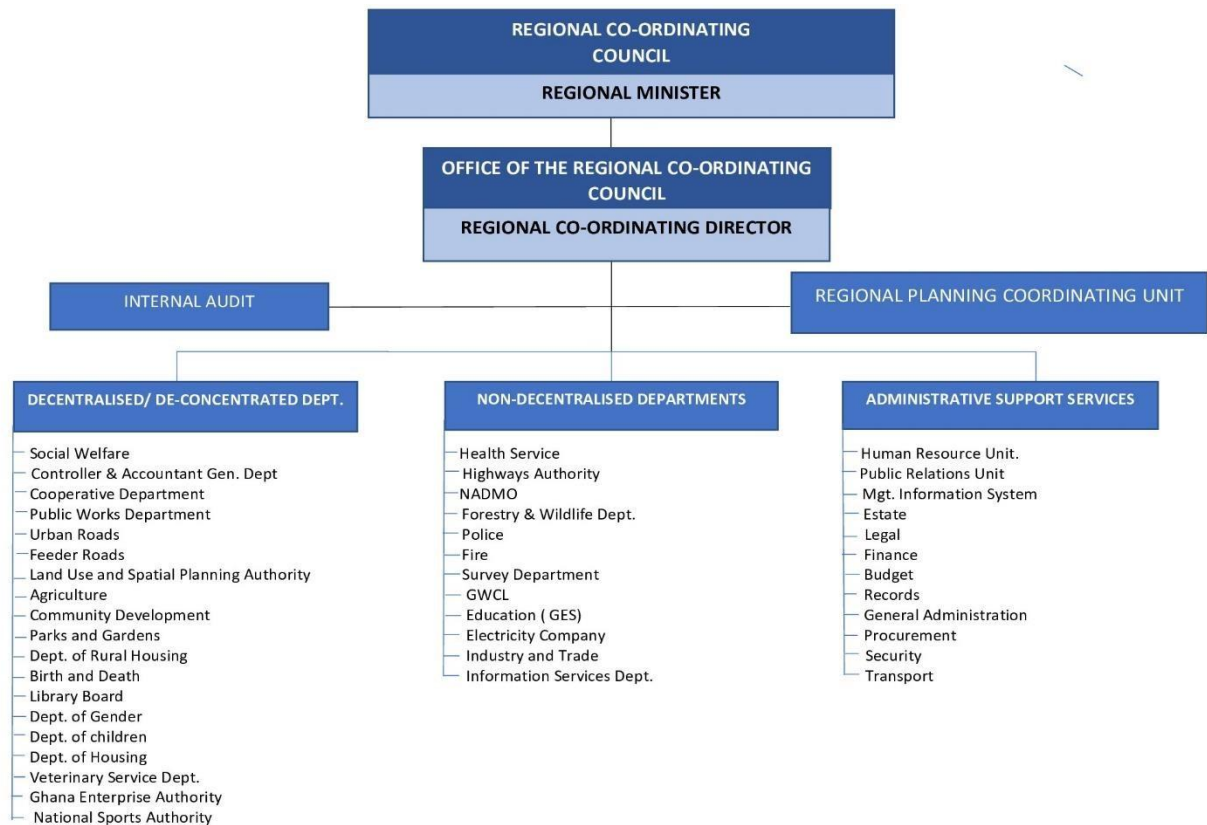 REGIONAL CO-ORDINATING
COUNCIL
REGIONAL MINISTER
OFFICE OF THE REGIONAL CO-ORDINATING
COUNCIL
REGIONAL CO-ORDINATING DIRECTOR
INTERNAL AUDIT
REGIONAL PLANNING COORDINATING UNIT
DECENTRALISED/ DE-CONCENTRATED DEPT.
Social Welfare
Controller & Accountant Gen. Dept
Cooperative Department
Public Works Department
Urban Roads
Feeder Roads
Land Use and Spatial Planning Authority
Agriculture
Community Development
Parks and Gardens
Dept. of Rural Housing
Birth and Death
Library Board
Dept. of Gender
Dept. of children
Dept. of Housing
Veterinary Service Dept.
Ghana Enterprise Authority
National Sports Authority
NON-DECENTRALISED DEPARTMENTS
Health Service
Highways Authority
NADMO
Forestry & Wildlife Dept.
Police
Fire
Survey Department
GWCL
Education ( GES)
Electricity Company
Industry and Trade
Information Services Dept.
ADMINISTRATIVE SUPPORT SERVICES
Human Resource Unit.
Public Relations Unit
Mgt. Information System
Estate
Legal
Finance
Budget
Records
General Administration
Procurement
Security
Transport